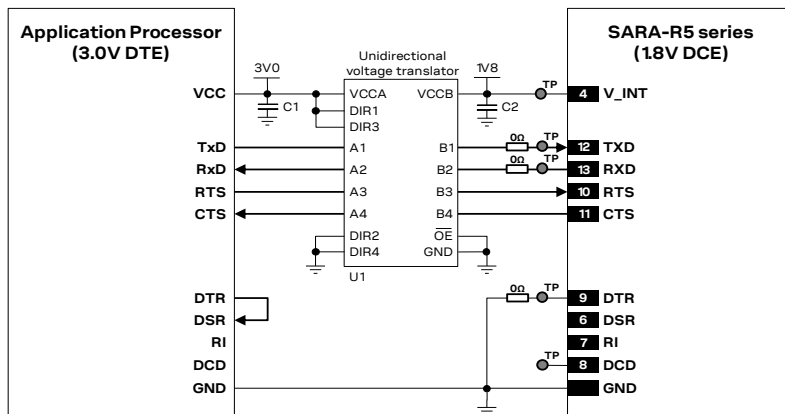 Application Processor
(3.0V DTE)
SARA-R5 series
(1.8V DCE)
Unidirectional
voltage translator
3V0
1V8
VCC
C1
VCCA
VCCB
C2
TP
4
V_INT
DIR1
DIR3
TxD
A1
B1
0Ω
TP
12
TXD
RxD
A2
B2
0Ω
TP
13
RXD
RTS
A3
B3
10
RTS
CTS
A4
B4
11
CTS
DIR2
OE
DIR4
GND
U1
DTR
0Ω
TP
9
DTR
DSR
6
DSR
RI
7
RI
DCD
TP
8
DCD
GND
GND